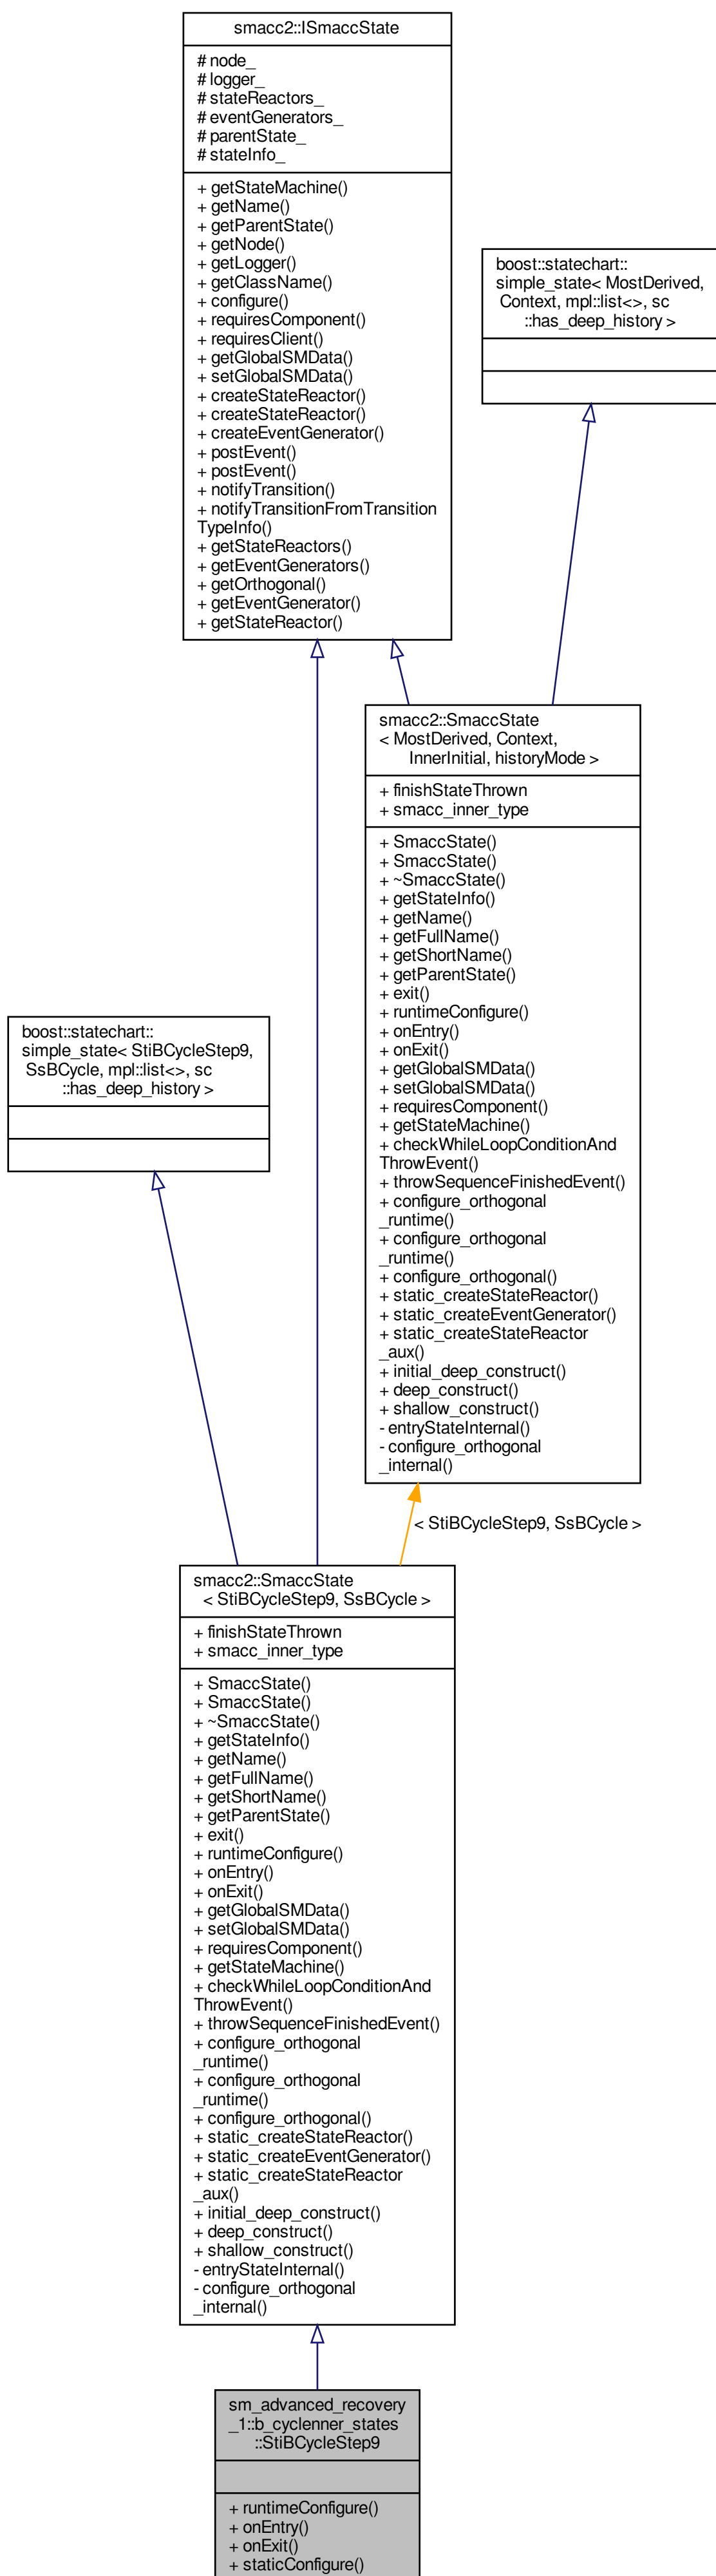 smacc2::ISmaccState
# node_
# logger_
# stateReactors_
# eventGenerators_
# parentState_
# stateInfo_
+ getStateMachine()
+ getName()
+ getParentState()
+ getNode()
+ getLogger()
+ getClassName()
+ configure()
+ requiresComponent()
+ requiresClient()
+ getGlobalSMData()
+ setGlobalSMData()
+ createStateReactor()
+ createStateReactor()
+ createEventGenerator()
+ postEvent()
+ postEvent()
+ notifyTransition()
+ notifyTransitionFromTransition
TypeInfo()
+ getStateReactors()
+ getEventGenerators()
+ getOrthogonal()
+ getEventGenerator()
+ getStateReactor()
boost::statechart::
simple_state< MostDerived,
Context, mpl::list<>, sc
::has_deep_history >
smacc2::SmaccState
< MostDerived, Context,
InnerInitial, historyMode >
+ finishStateThrown
+ smacc_inner_type
+ SmaccState()
+ SmaccState()
+ ~SmaccState()
+ getStateInfo()
+ getName()
+ getFullName()
+ getShortName()
+ getParentState()
+ exit()
+ runtimeConfigure()
+ onEntry()
+ onExit()
+ getGlobalSMData()
+ setGlobalSMData()
+ requiresComponent()
+ getStateMachine()
+ checkWhileLoopConditionAnd
ThrowEvent()
+ throwSequenceFinishedEvent()
+ configure_orthogonal
_runtime()
+ configure_orthogonal
_runtime()
+ configure_orthogonal()
+ static_createStateReactor()
+ static_createEventGenerator()
+ static_createStateReactor
_aux()
+ initial_deep_construct()
+ deep_construct()
+ shallow_construct()
- entryStateInternal()
- configure_orthogonal
_internal()
boost::statechart::
simple_state< StiBCycleStep9,
SsBCycle, mpl::list<>, sc
::has_deep_history >
< StiBCycleStep9, SsBCycle >
smacc2::SmaccState
< StiBCycleStep9, SsBCycle >
+ finishStateThrown
+ smacc_inner_type
+ SmaccState()
+ SmaccState()
+ ~SmaccState()
+ getStateInfo()
+ getName()
+ getFullName()
+ getShortName()
+ getParentState()
+ exit()
+ runtimeConfigure()
+ onEntry()
+ onExit()
+ getGlobalSMData()
+ setGlobalSMData()
+ requiresComponent()
+ getStateMachine()
+ checkWhileLoopConditionAnd
ThrowEvent()
+ throwSequenceFinishedEvent()
+ configure_orthogonal
_runtime()
+ configure_orthogonal
_runtime()
+ configure_orthogonal()
+ static_createStateReactor()
+ static_createEventGenerator()
+ static_createStateReactor
_aux()
+ initial_deep_construct()
+ deep_construct()
+ shallow_construct()
- entryStateInternal()
- configure_orthogonal
_internal()
sm_advanced_recovery
_1::b_cyclenner_states
::StiBCycleStep9
+ runtimeConfigure()
+ onEntry()
+ onExit()
+ staticConfigure()